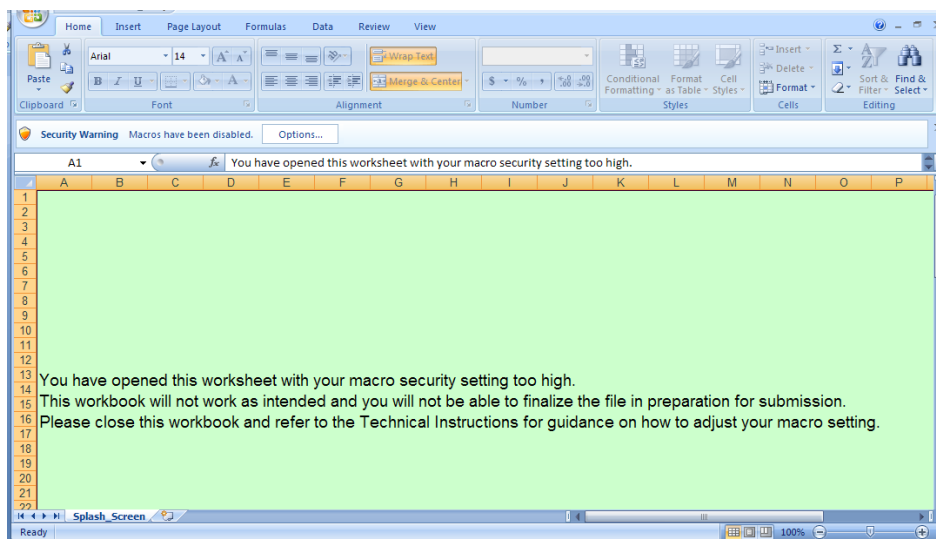 Home Insert Page Layout Formulas Data Review View
Paste
Arial 14 A A
B I U A
Wrap Text
Merge & Center
$ % , .0 .00 .00 .0
Conditional Formatting Format as Table Cell Styles
Insert
Delete
Format
Σ
Sort & Filter Find & Select
Clipboard Font Alignment Number Styles Cells Editing
Security Warning Macros have been disabled. Options...
A1 fx You have opened this worksheet with your macro security setting too high.
A B C D E F G H I J K L M N O P
1
2
3
4
5
6
7
8
9
10
11
12
13
14
15
16
17
18
19
20
21
22
You have opened this worksheet with your macro security setting too high.
This workbook will not work as intended and you will not be able to finalize the file in preparation for submission.
Please close this workbook and refer to the Technical Instructions for guidance on how to adjust your macro setting.
Splash_Screen
Ready 100%